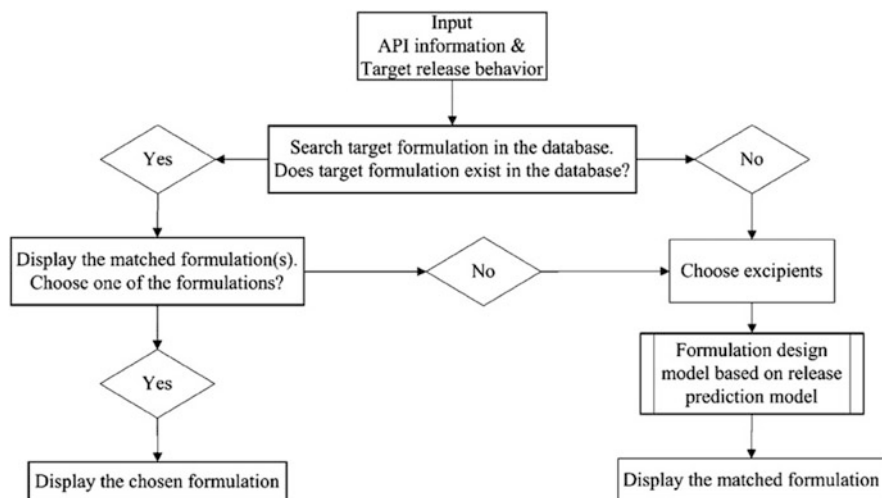 Input
API information &
Target release behavior
Search target formulation in the database.
Does target formulation exist in the database?
Yes
No
Display the matched formulation(s).
Choose one of the formulations?
No
Choose excipients
Yes
Formulation design
model based on release
prediction model
Display the chosen formulation
Display the matched formulation